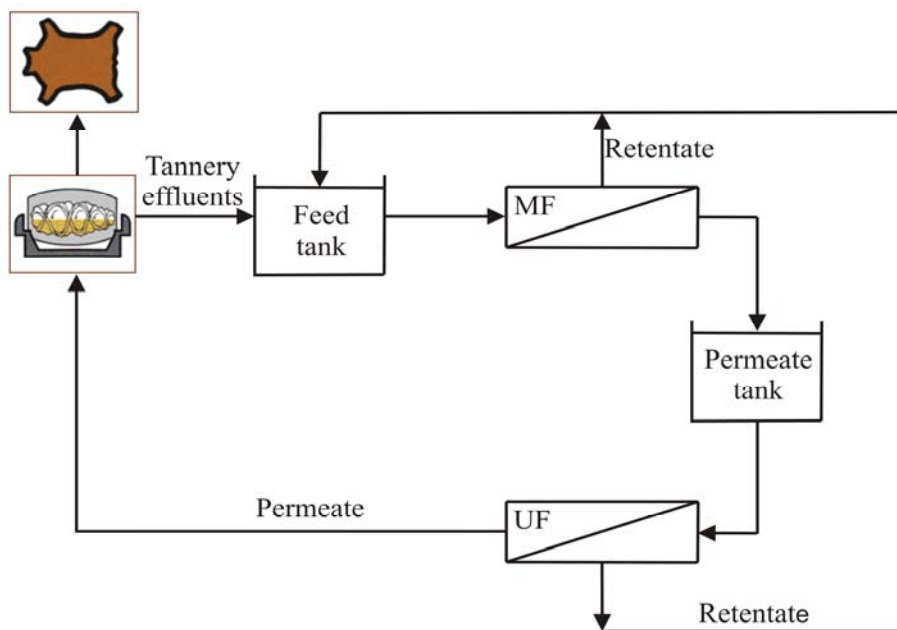 Tannery
effluents
Feed
tank
MF
Retentate
Permeate
tank
Permeate
UF
Retentate